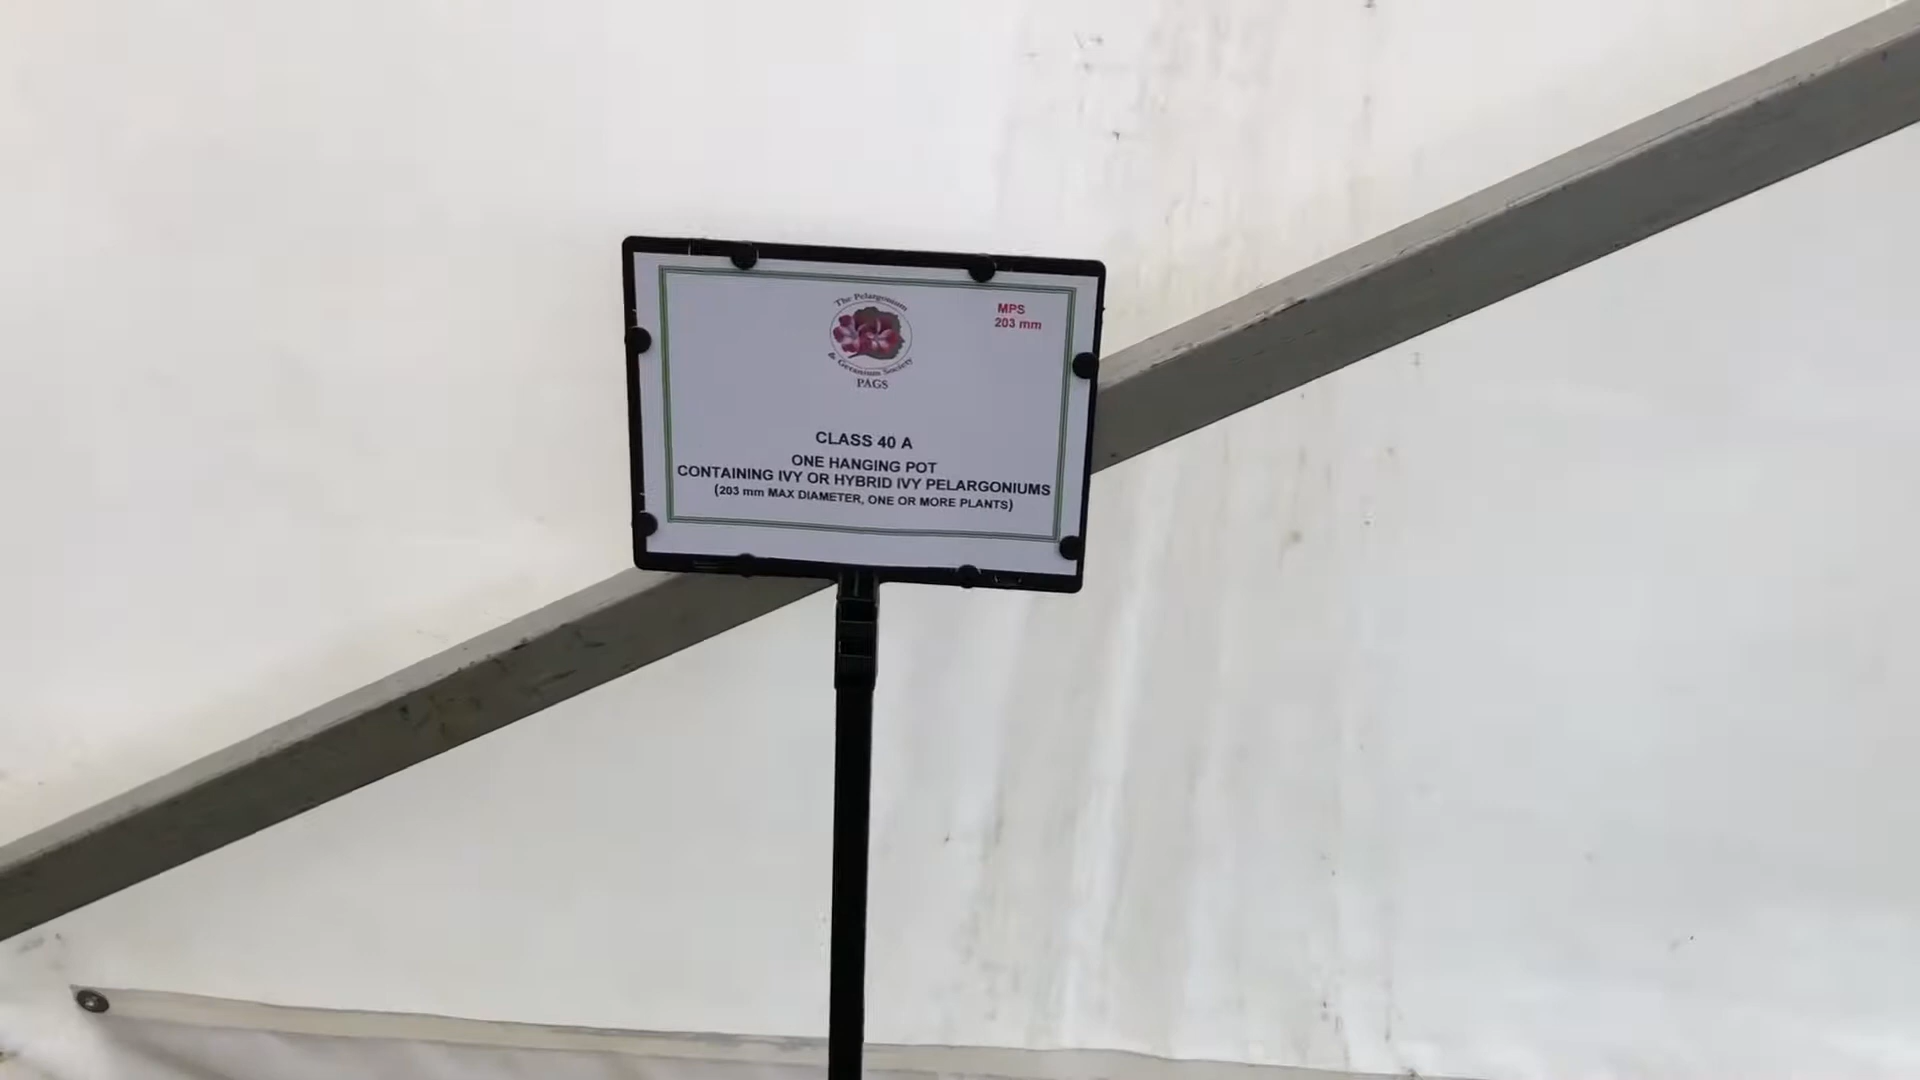 The Pelargonium
& Geranium Society
PAGS
MPS
203 mm
CLASS 40 A
ONE HANGING POT
CONTAINING IVY OR HYBRID IVY PELARGONIUMS
(203 mm MAX DIAMETER, ONE OR MORE PLANTS)